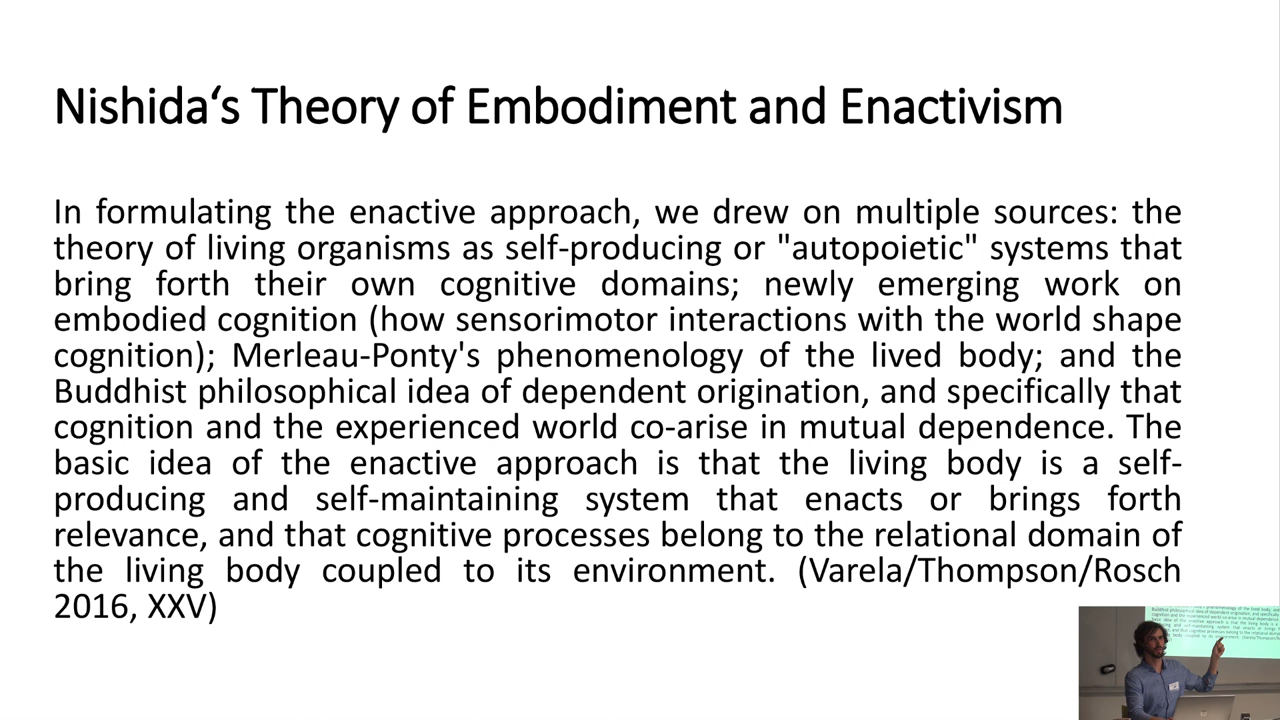 Nishida‘s Theory of Embodiment and Enactivism
In formulating the enactive approach, we drew on multiple sources: the
theory of living organisms as self-producing or "autopoietic" systems that
bring forth their own cognitive domains; newly emerging work on
embodied cognition (how sensorimotor interactions with the world shape
cognition); Merleau-Ponty's phenomenology of the lived body; and the
Buddhist philosophical idea of dependent origination, and specifically that
cognition and the experienced world co-arise in mutual dependence. The
basic idea of the enactive approach is that the living body is a self-
producing and self-maintaining system that enacts or brings forth
relevance, and that cognitive processes belong to the relational domain of
the living body coupled to its environment. (Varela/Thompson/Rosch
2016, XXV)